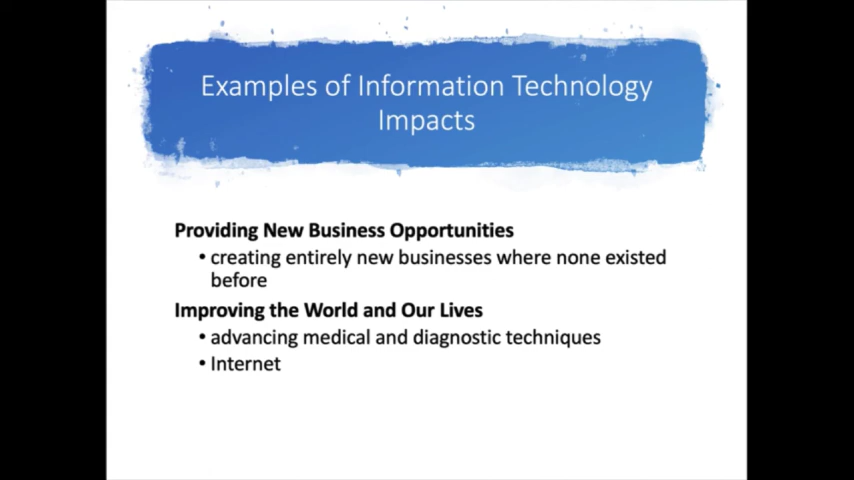 Examples of Information Technology
Impacts
Providing New Business Opportunities
• creating entirely new businesses where none existed
before
Improving the World and Our Lives
• advancing medical and diagnostic techniques
• Internet